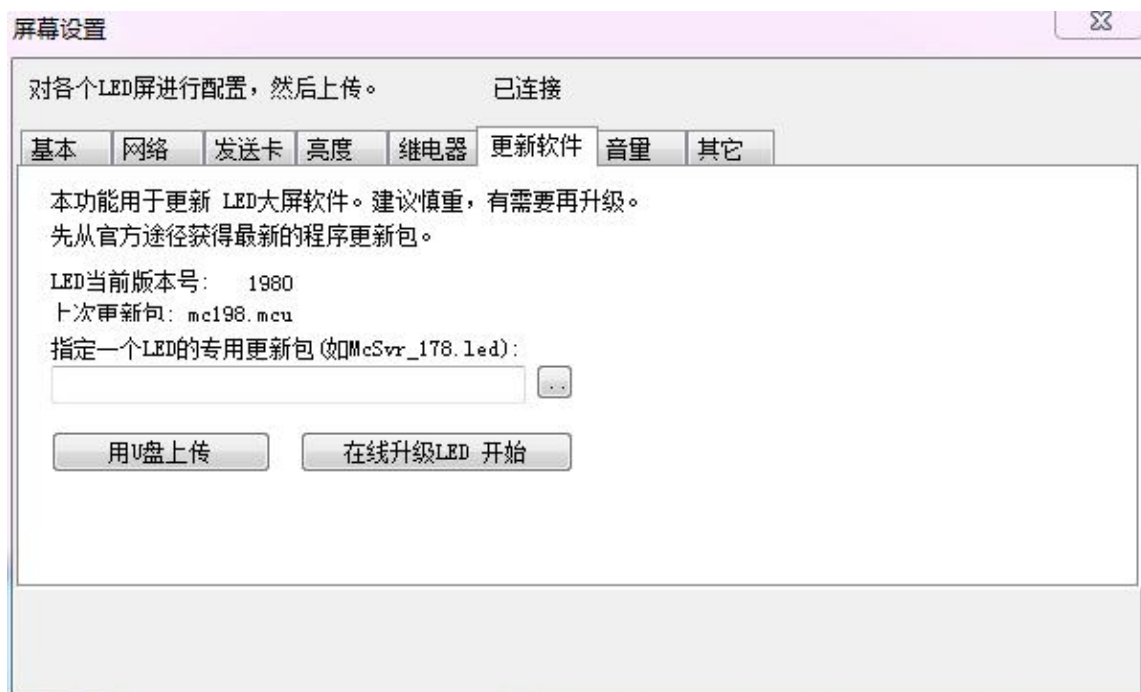 屏幕设置
对各个LED屏进行配置，然后上传。 已连接
基本 网络 发送卡 亮度 继电器 更新软件 音量 其它
本功能用于更新 LED大屏软件。建议慎重，有需要再升级。
先从官方途径获得最新的程序更新包。
LED当前版本号: 1980
上次更新包: mc198.mcu
指定一个LED的专用更新包(如McSvr_178.led):
..
用U盘上传 在线升级LED 开始